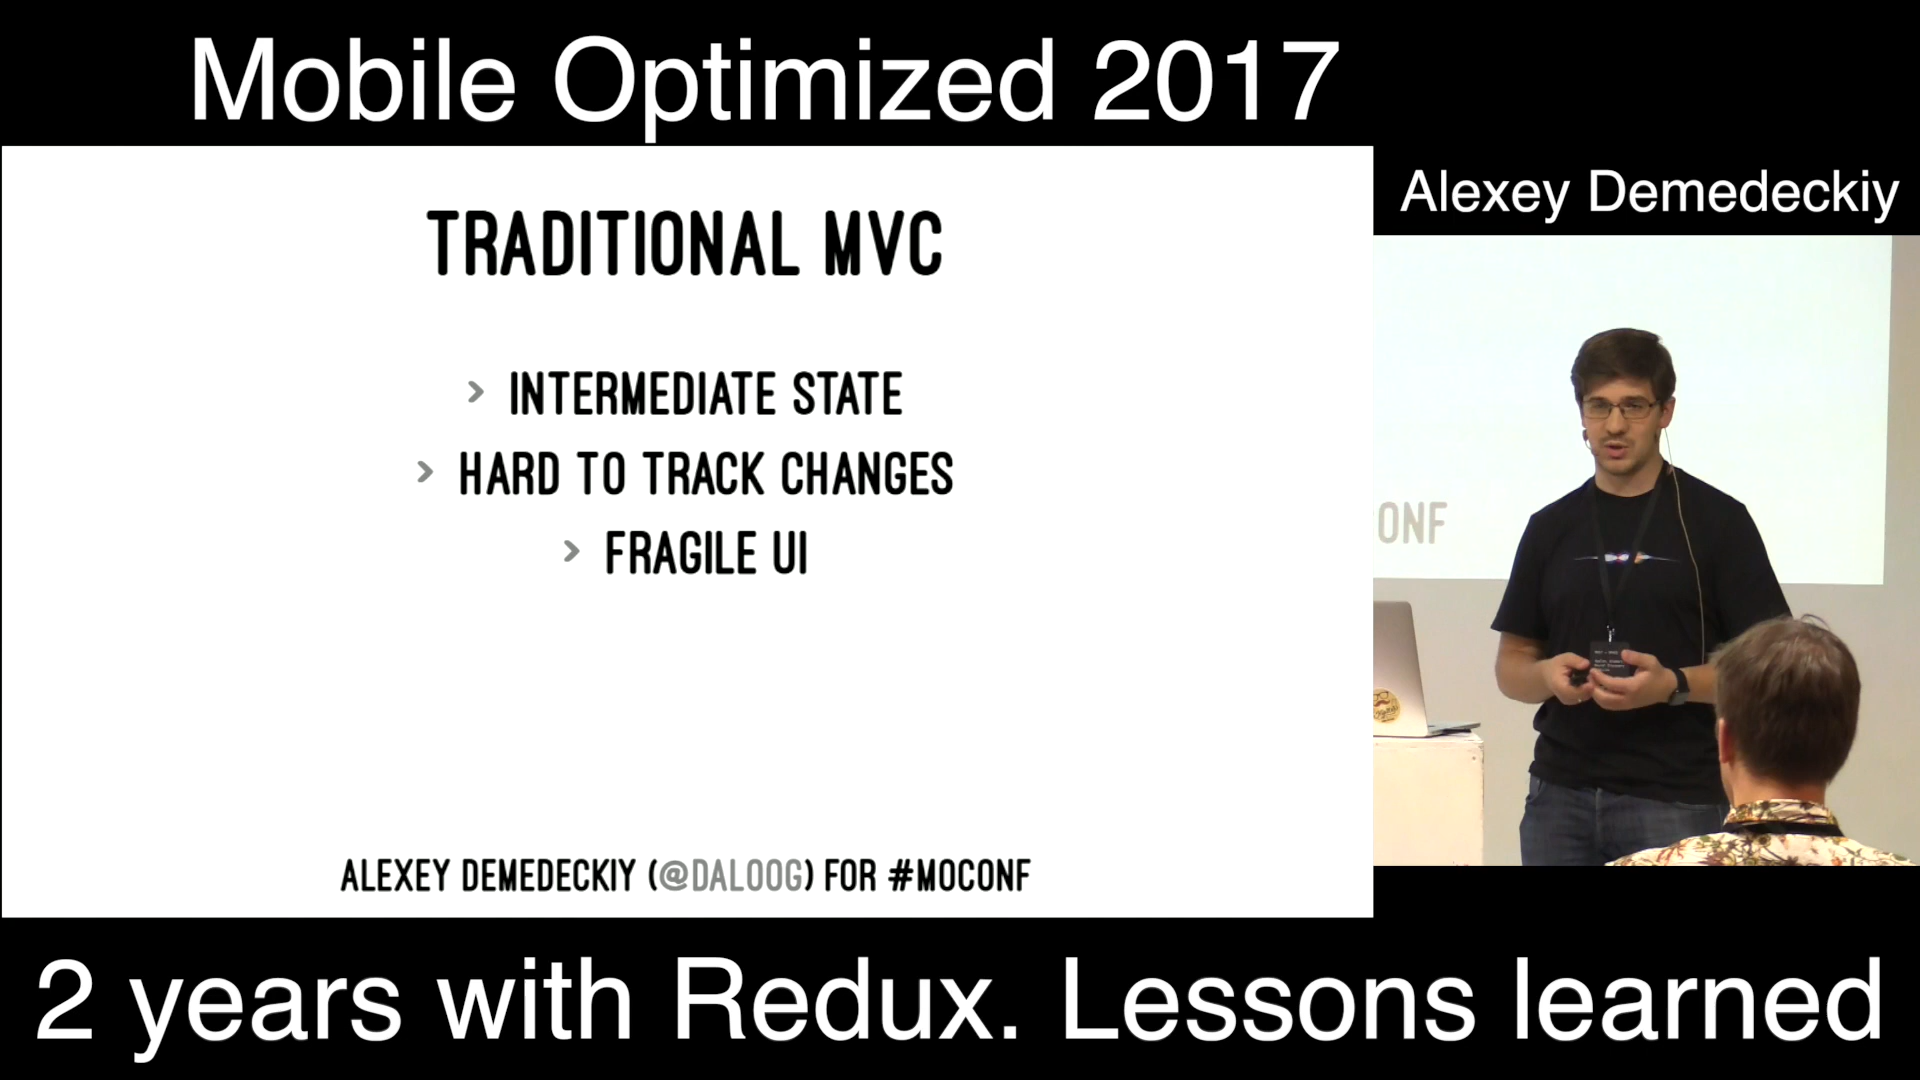 Mobile Optimized 2017
Alexey Demedeckiy
TRADITIONAL MVC
> INTERMEDIATE STATE
> HARD TO TRACK CHANGES
> FRAGILE UI
ALEXEY DEMEDECKIY (@DALOOG) FOR #MOCONF
ONF
2 years with Redux. Lessons learned